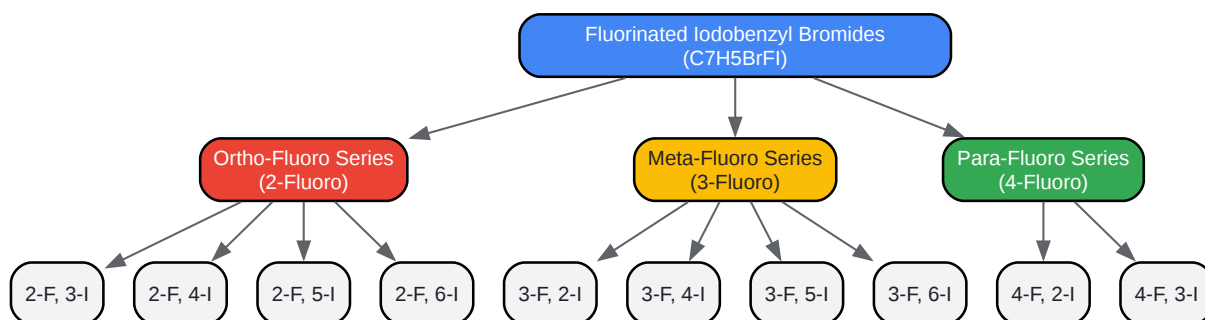 Fluorinated Iodobenzyl Bromides
(C7H5BrFI)
Ortho-Fluoro Series
(2-Fluoro)
Meta-Fluoro Series
(3-Fluoro)
Para-Fluoro Series
(4-Fluoro)
2-F, 3-I
2-F, 4-I
2-F, 5-I
2-F, 6-I
3-F, 2-I
3-F, 4-I
3-F, 5-I
3-F, 6-I
4-F, 2-I
4-F, 3-I